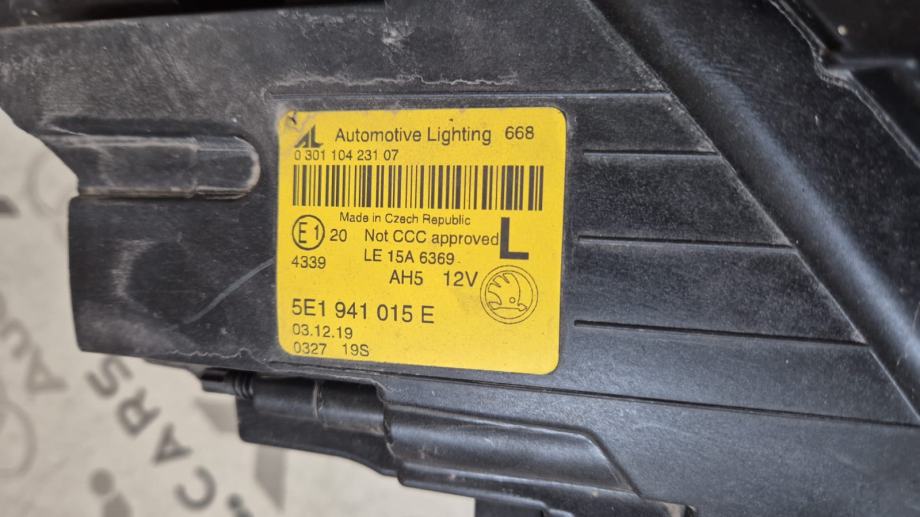 AL Automotive Lighting 668
0 301 104 231 07
Made in Czech Republic
E1 20 Not CCC approved L
4339 LE 15A 6369
AH5 12V
5E1 941 015 E
03.12.19
0327 19S
CARS